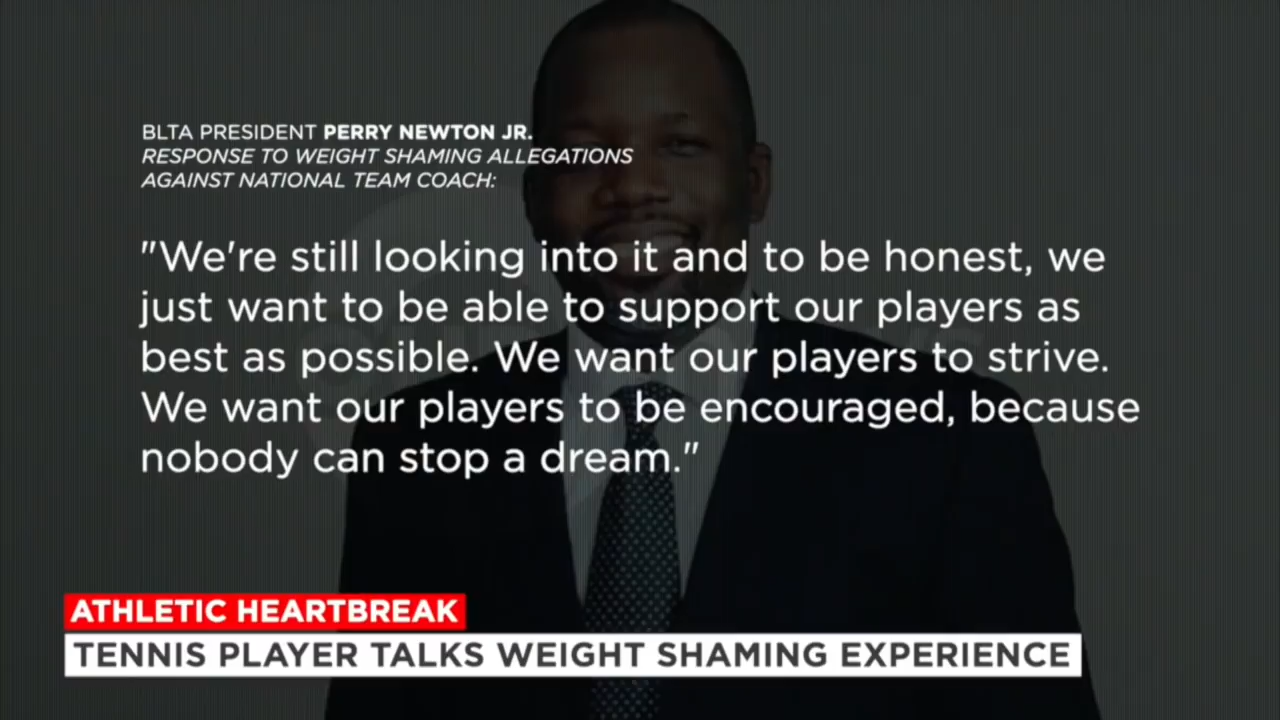 BLTA PRESIDENT PERRY NEWTON JR.
RESPONSE TO WEIGHT SHAMING ALLEGATIONS
AGAINST NATIONAL TEAM COACH:
"We're still looking into it and to be honest, we
just want to be able to support our players as
best as possible. We want our players to strive.
We want our players to be encouraged, because
nobody can stop a dream."
ATHLETIC HEARTBREAK
TENNIS PLAYER TALKS WEIGHT SHAMING EXPERIENCE